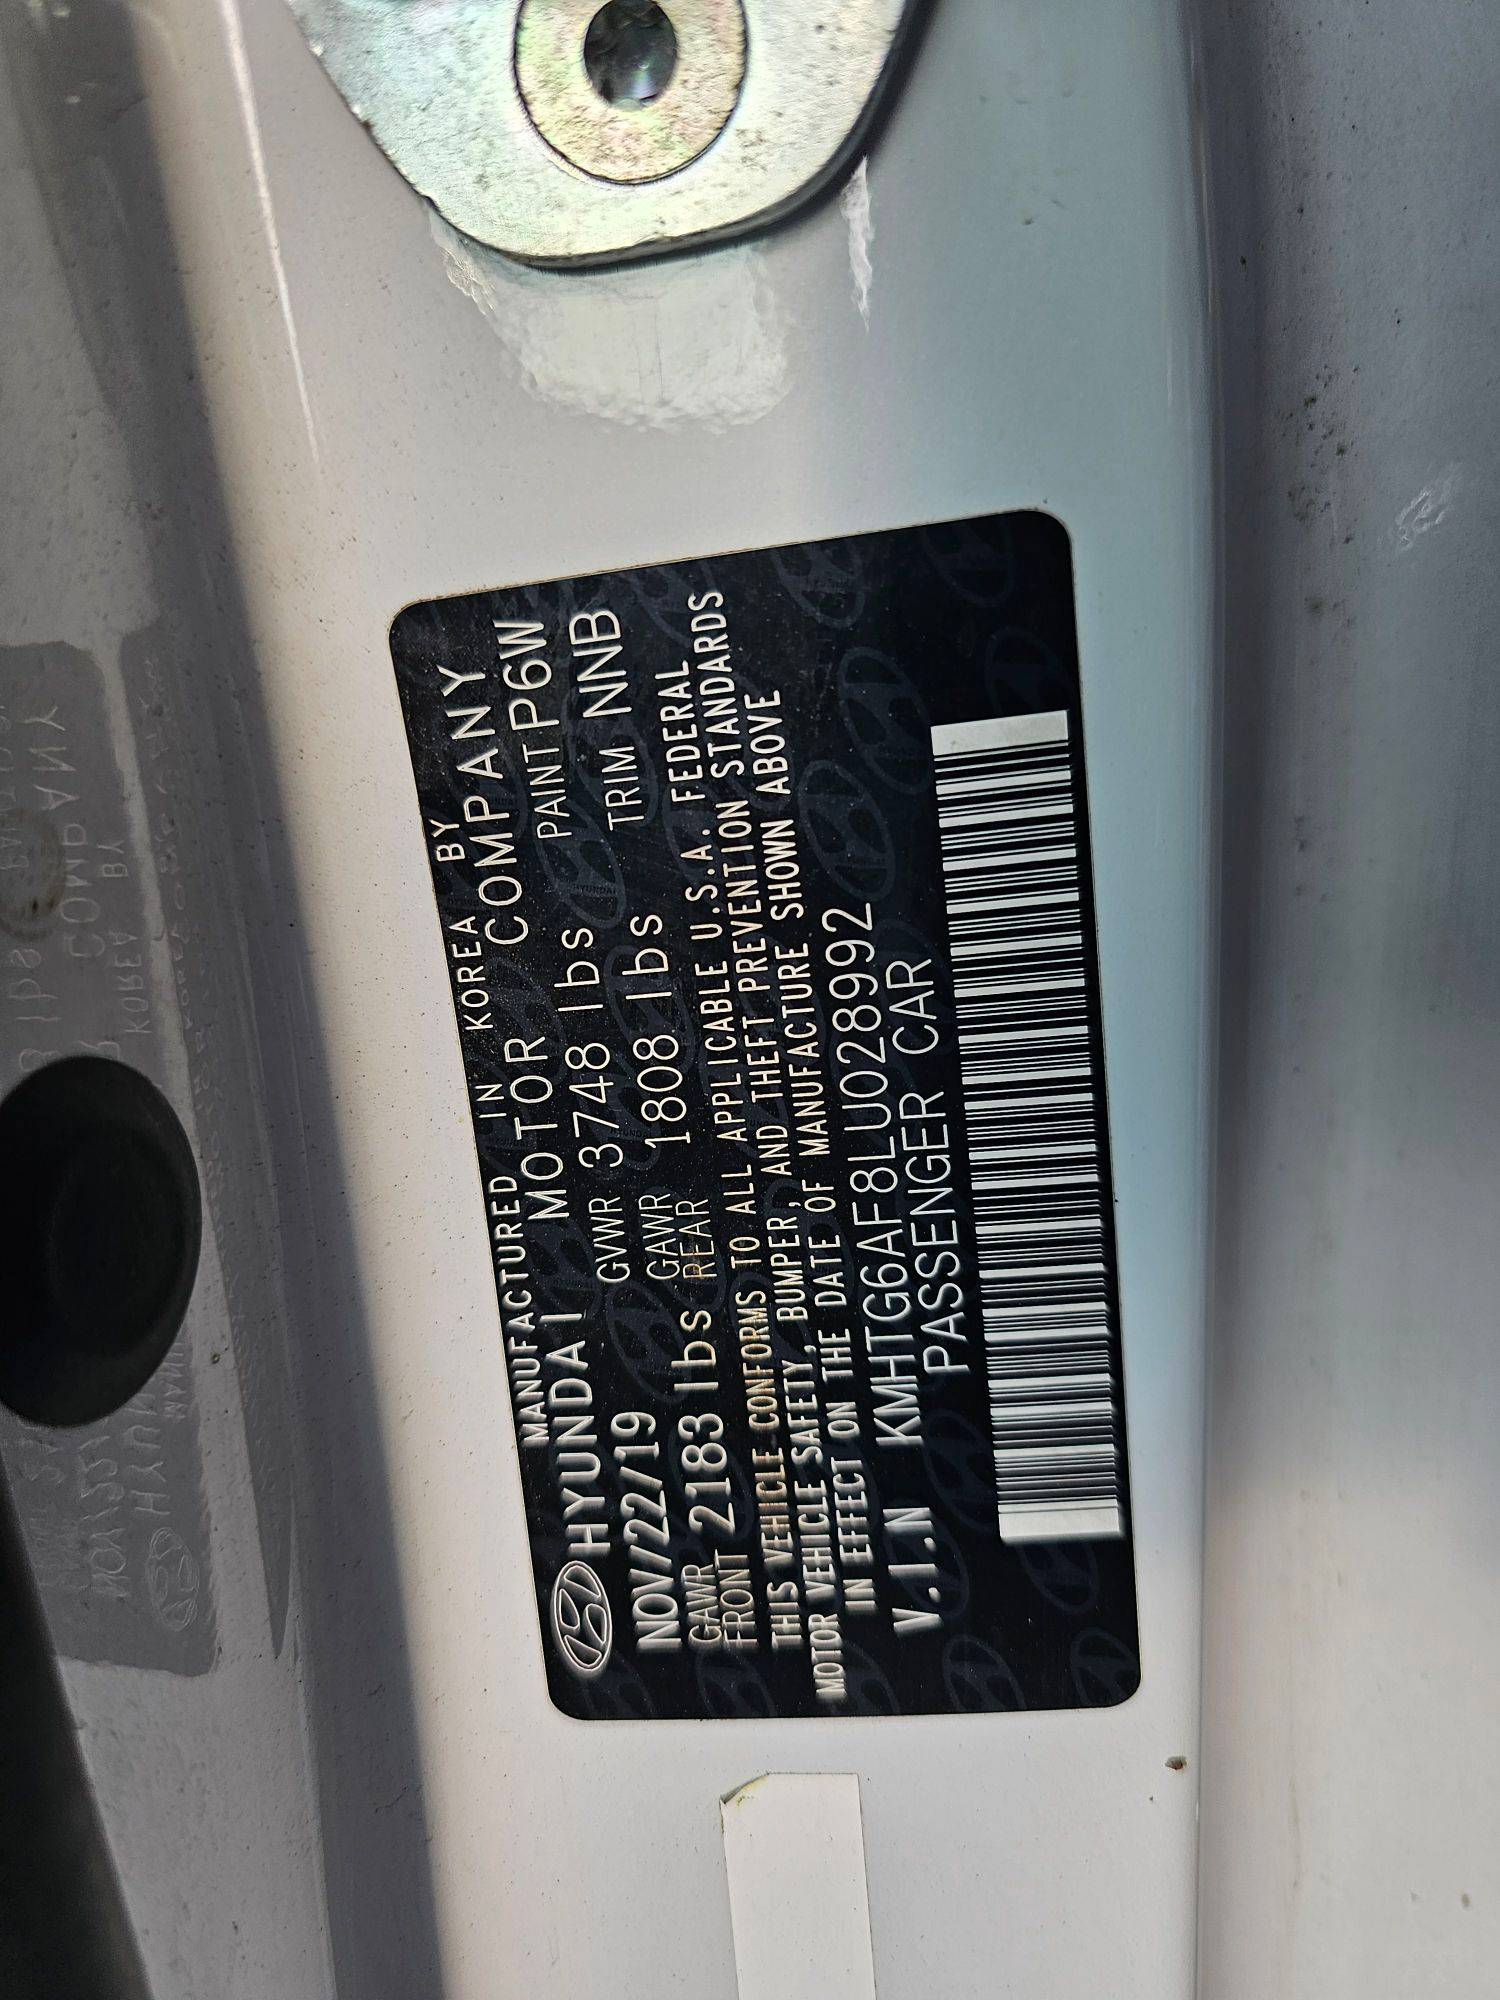 MANUFACTURED IN KOREA BY
HYUNDAI MOTOR COMPANY
NOV/22/19 GVWR 3748 lbs PAINT P6W
GAWR FRONT 2183 lbs GAWR REAR 1808 lbs TRIM NNB
THIS VEHICLE CONFORMS TO ALL APPLICABLE U.S.A. FEDERAL
MOTOR VEHICLE SAFETY, BUMPER, AND THEFT PREVENTION STANDARDS
IN EFFECT ON THE DATE OF MANUFACTURE SHOWN ABOVE
V.I.N KMHTG6AF8LU028992
PASSENGER CAR